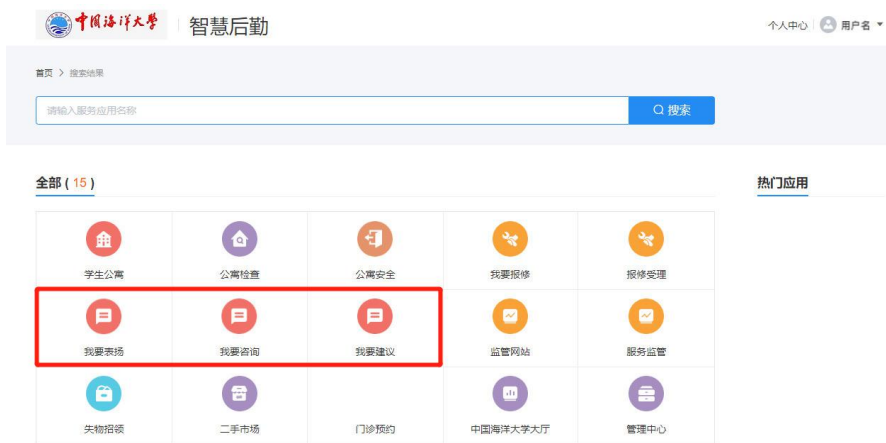 中国海洋大学 智慧后勤 个人中心 用户名
首页 > 搜索结果
请输入服务应用名称 搜索
全部 ( 15 ) 热门应用
学生公寓 公寓检查 公寓安全 我要报修 报修受理
我要表扬 我要咨询 我要建议 监管网站 服务监管
失物招领 二手市场 门诊预约 中国海洋大学大厅 管理中心